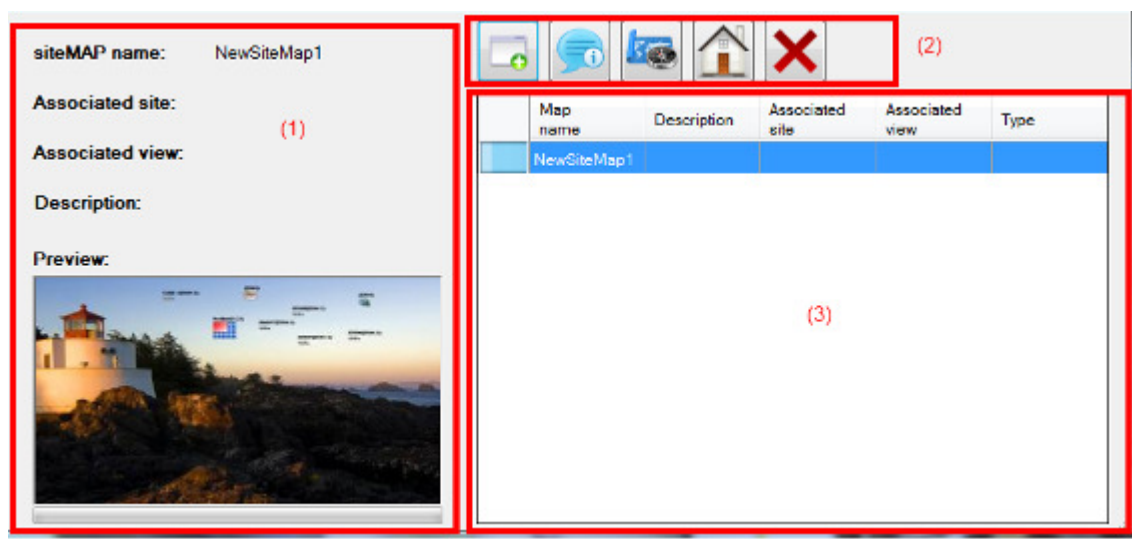 siteMAP name: NewSiteMap1
Associated site:
(1)
Associated view:
Description:
Preview:
(2)
Map name Description Associated site Associated view Type
NewSiteMap1
(3)